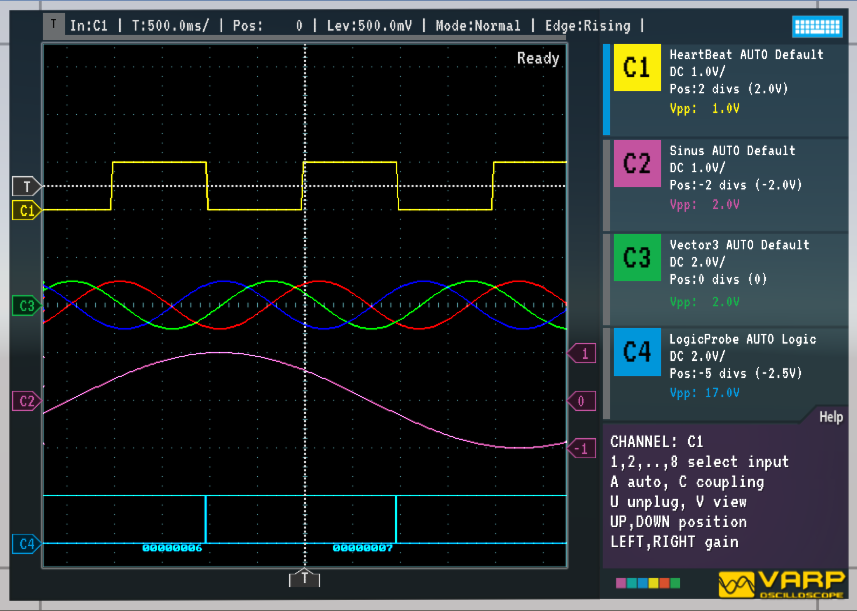 T In:C1 | T:500.0ms/ | Pos: 0 | Lev:500.0mV | Mode:Normal | Edge:Rising |
Ready
T
C1
C3
C2
C4
1
0
-1
00000006 00000007
T
C1 HeartBeat AUTO Default
DC 1.0V/
Pos:2 divs (2.0V)
Vpp: 1.0V
C2 Sinus AUTO Default
DC 1.0V/
Pos:-2 divs (-2.0V)
Vpp: 2.0V
C3 Vector3 AUTO Default
DC 2.0V/
Pos:0 divs (0)
Vpp: 2.0V
C4 LogicProbe AUTO Logic
DC 2.0V/
Pos:-5 divs (-2.5V)
Vpp: 17.0V
Help
CHANNEL: C1
1,2,..,8 select input
A auto, C coupling
U unplug, V view
UP,DOWN position
LEFT,RIGHT gain
VARP
OSCILLOSCOPE